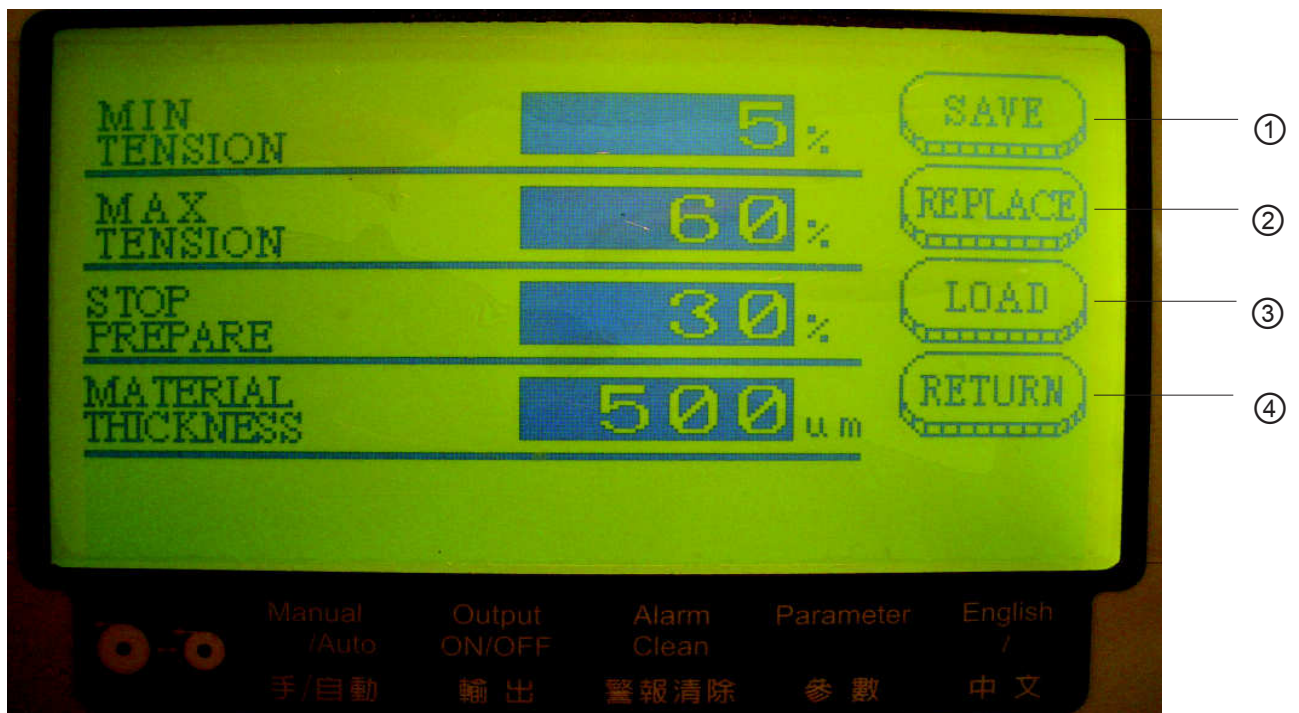 MIN
TENSION
5 %
SAVE
①
MAX
TENSION
60 %
REPLACE
②
STOP
PREPARE
30 %
LOAD
③
MATERIAL
THICKNESS
500 um
RETURN
④
Manual
/Auto
手/自動
Output
ON/OFF
輸 出
Alarm
Clean
警報清除
Parameter
參 數
English
/
中 文